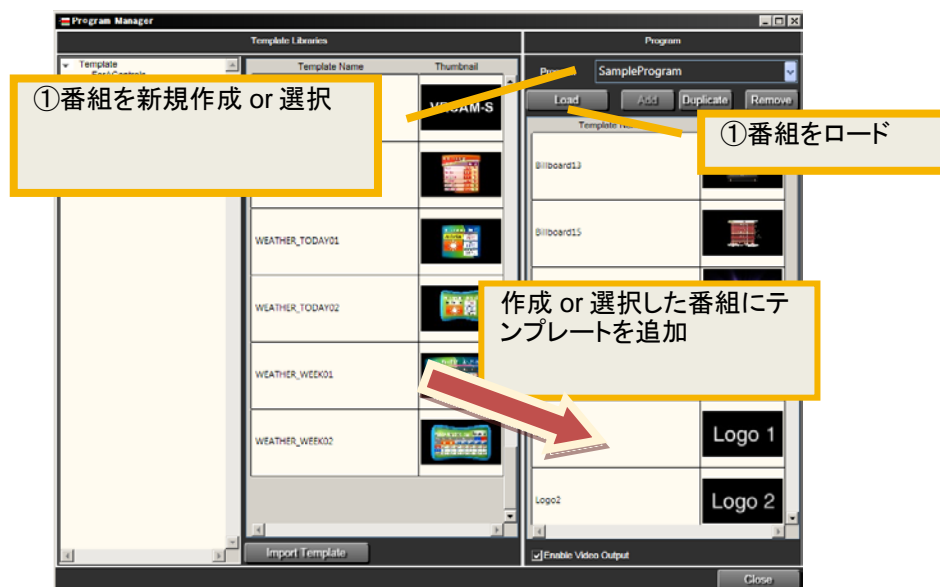 Program Manager
Template Libraries
Program
Template
Template Name
Thumbnail
SampleProgram
①番組を新規作成 or 選択
Load
Add
Duplicate
Remove
①番組をロード
Billboard13
Billboard15
WEATHER_TODAY01
WEATHER_TODAY02
作成 or 選択した番組にテ
ンプレートを追加
WEATHER_WEEK01
WEATHER_WEEK02
Logo 1
Logo2
Logo 2
Import Template
Enable Video Output
Close